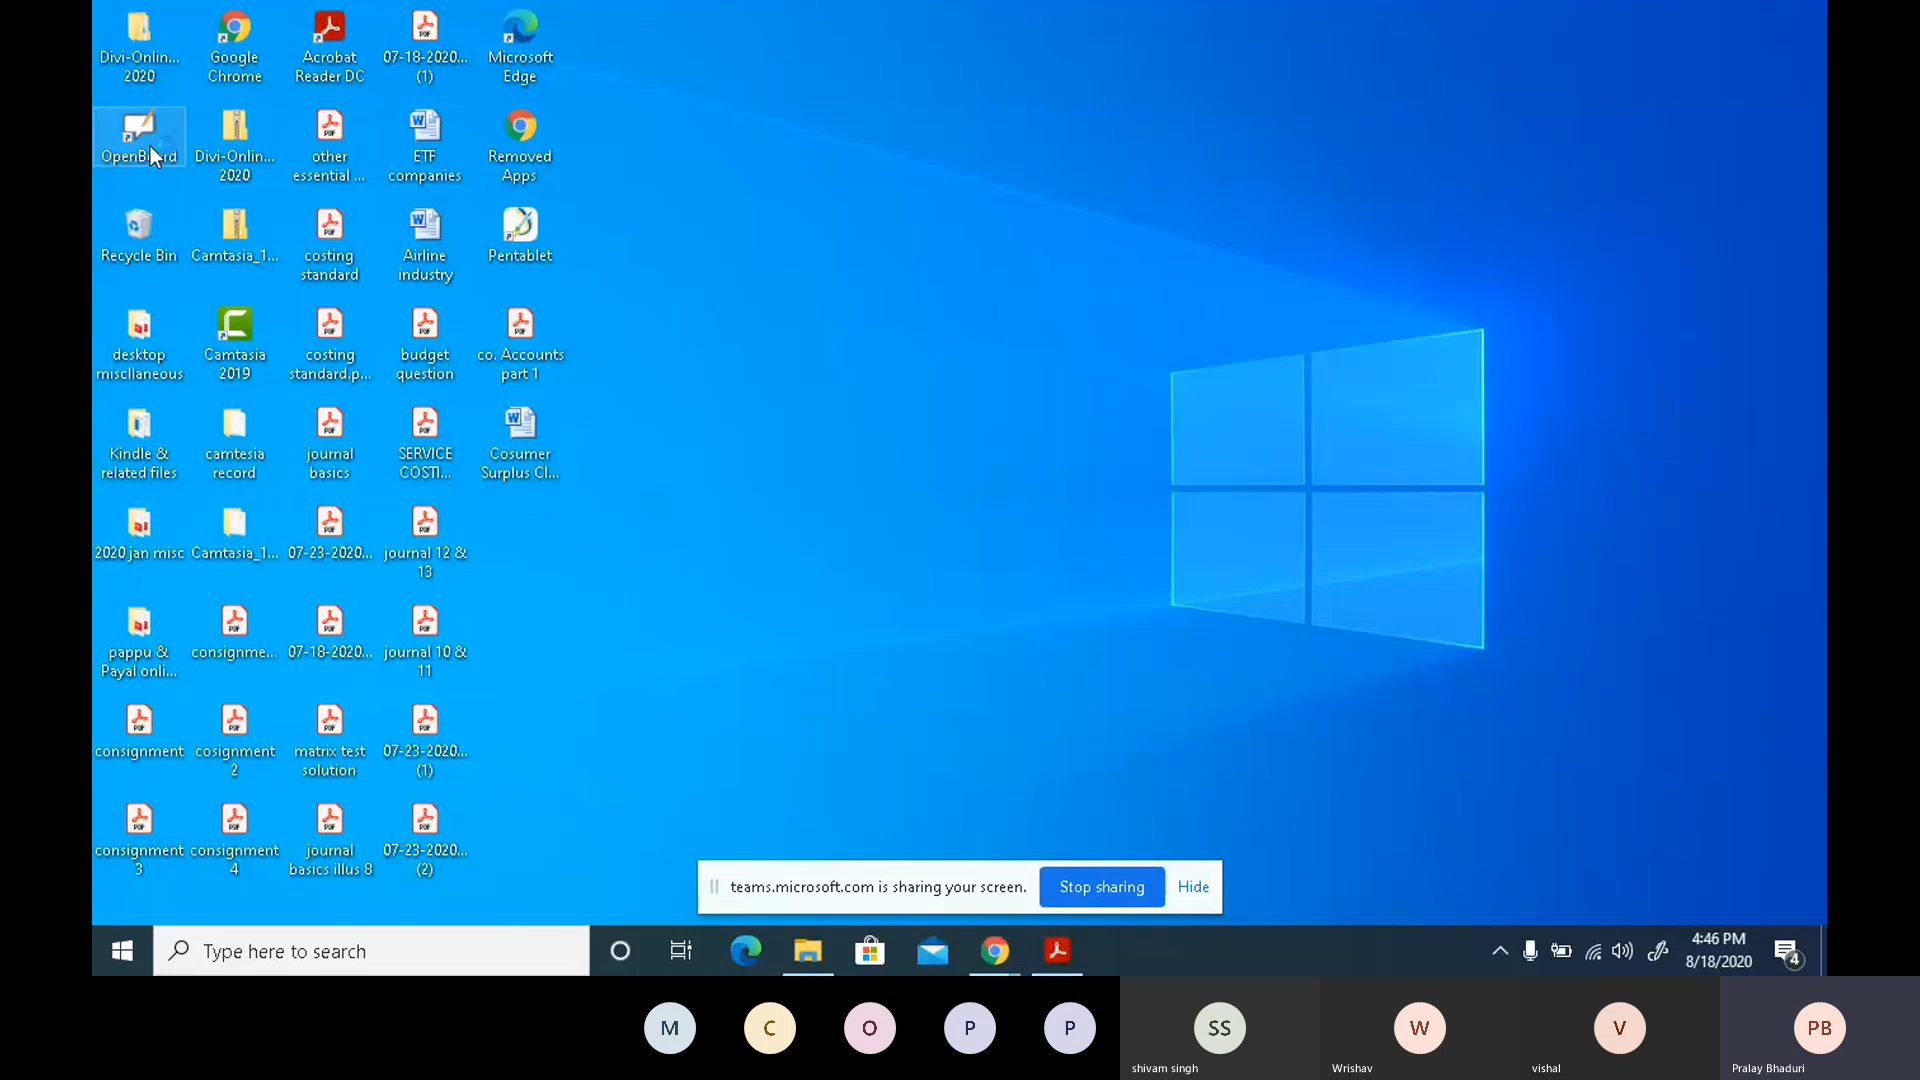 Divi-Onlin...
2020
Google
Chrome
Acrobat
Reader DC
07-18-2020...
(1)
Microsoft
Edge
Divi-Onlin...
2020
other
essential ...
ETF
companies
Removed
Apps
Recycle Bin
Camtasia_1...
costing
standard
Airline
industry
Pentablet
desktop
miscllaneous
Camtasia
2019
costing
standard.p...
budget
question
co. Accounts
part 1
Kindle &
related files
camtesia
record
journal
basics
SERVICE
COSTI...
Cosumer
Surplus Cl...
2020 jan misc
Camtasia_1...
07-23-2020...
journal 12 &
13
pappu &
Payal onli...
consignme...
07-18-2020...
journal 10 &
11
consignment
cosignment
2
matrix test
solution
07-23-2020...
(1)
consignment
3
consignment
4
journal
basics illus 8
07-23-2020...
(2)
teams.microsoft.com is sharing your screen.
Stop sharing
Hide
Type here to search
4:46 PM
8/18/2020
4
M
C
O
P
P
SS
W
V
PB
shivam singh
Wrishav
vishal
Pralay Bhaduri